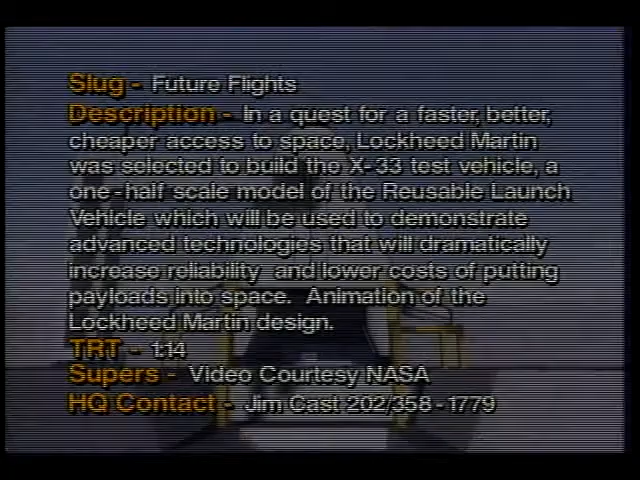 Slug - Future Flights
Description - In a quest for a faster, better,
cheaper access to space, Lockheed Martin
was selected to build the X-33 test vehicle, a
one-half scale model of the Reusable Launch
Vehicle which will be used to demonstrate
advanced technologies that will dramatically
increase reliability and lower costs of putting
payloads into space. Animation of the
Lockheed Martin design.
TRT - 1:14
Supers - Video Courtesy NASA
HQ Contact - Jim Cast 202/358-1779